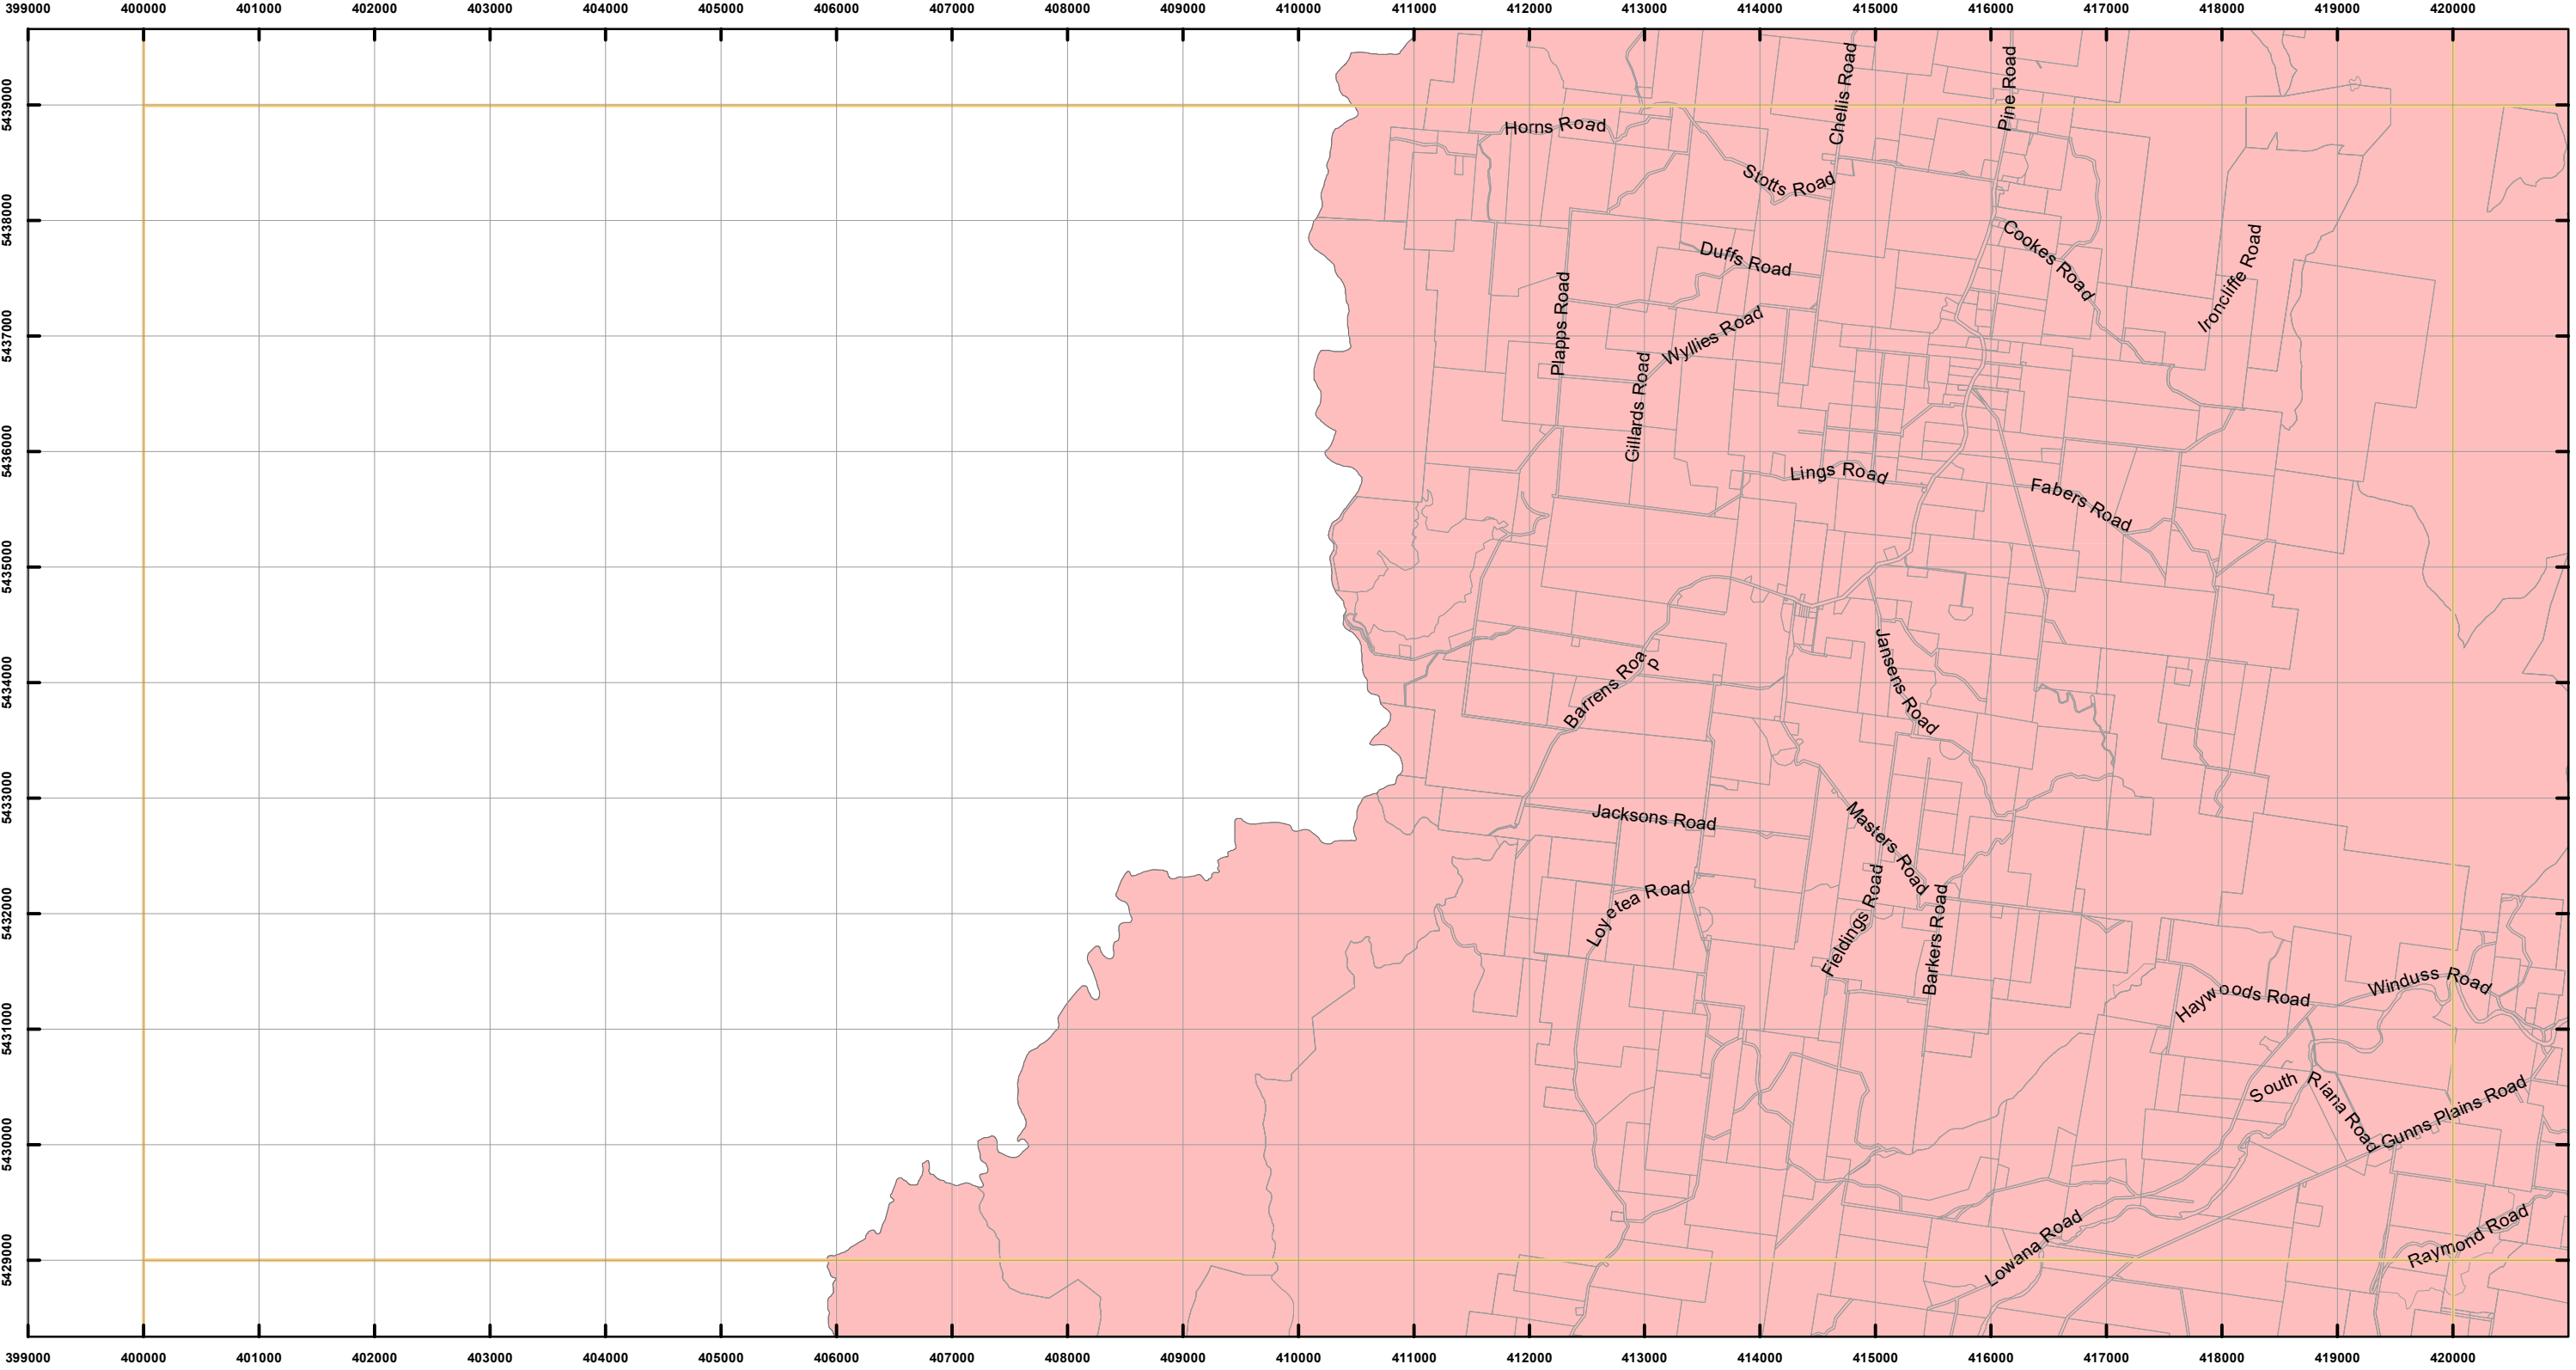 399000 400000 401000 402000 403000 404000 405000 406000 407000 408000 409000 410000 411000 412000 413000 414000 415000 416000 417000 418000 419000 420000
5439000
5438000
5437000
5436000
5435000
5434000
5433000
5432000
5431000
5430000
5429000
Chellis Road
Pine Road
Horns Road
Stotts Road
Duffs Road
Cookes Road
Ironcliffe Road
Plapps Road
Wyllies Road
Gillards Road
Lings Road
Fabers Road
Jansens Road
Barrens Road
Jacksons Road
Masters Road
Loyetea Road
Fieldings Road
Barkers Road
Winduss Road
Haywoods Road
South Riana Road
Gunns Plains Road
Lowana Road
Raymond Road
399000 400000 401000 402000 403000 404000 405000 406000 407000 408000 409000 410000 411000 412000 413000 414000 415000 416000 417000 418000 419000 420000